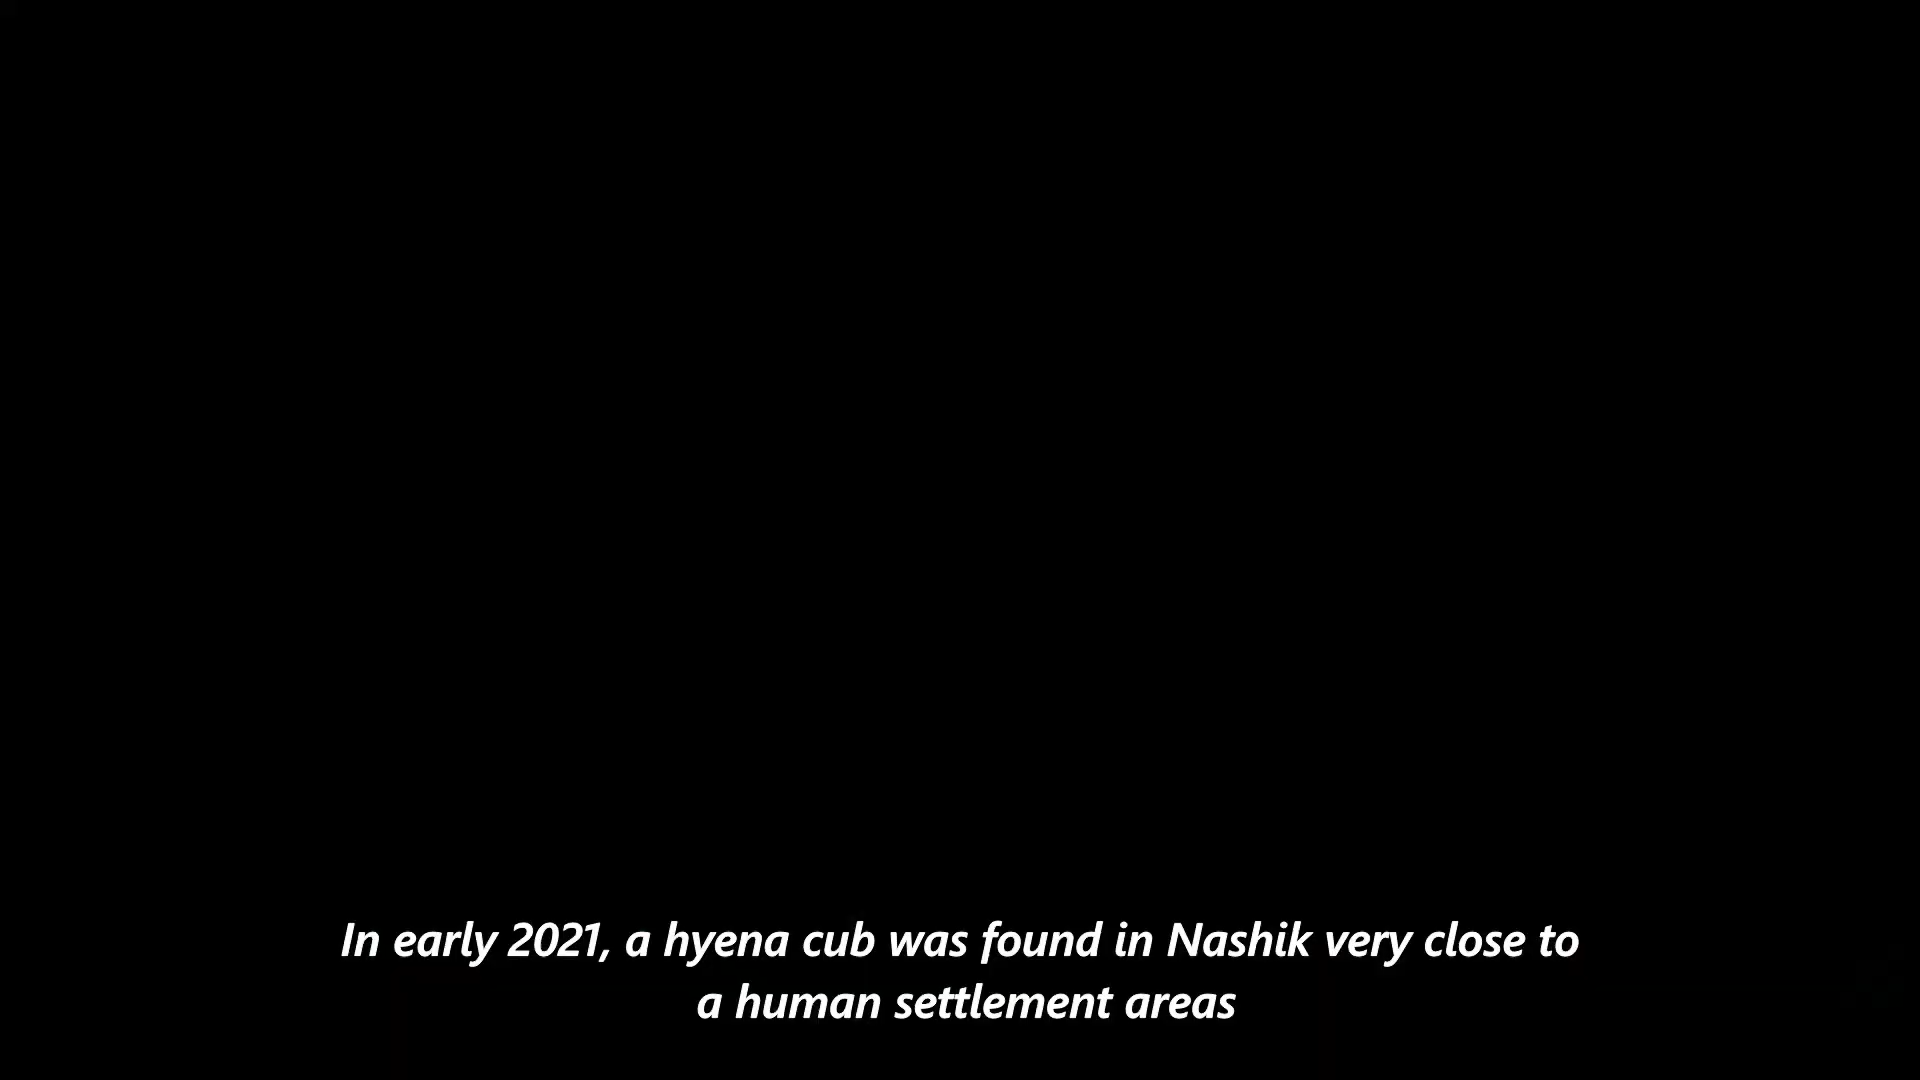 In early 2021, a hyena cub was found in Nashik very close to
a human settlement areas